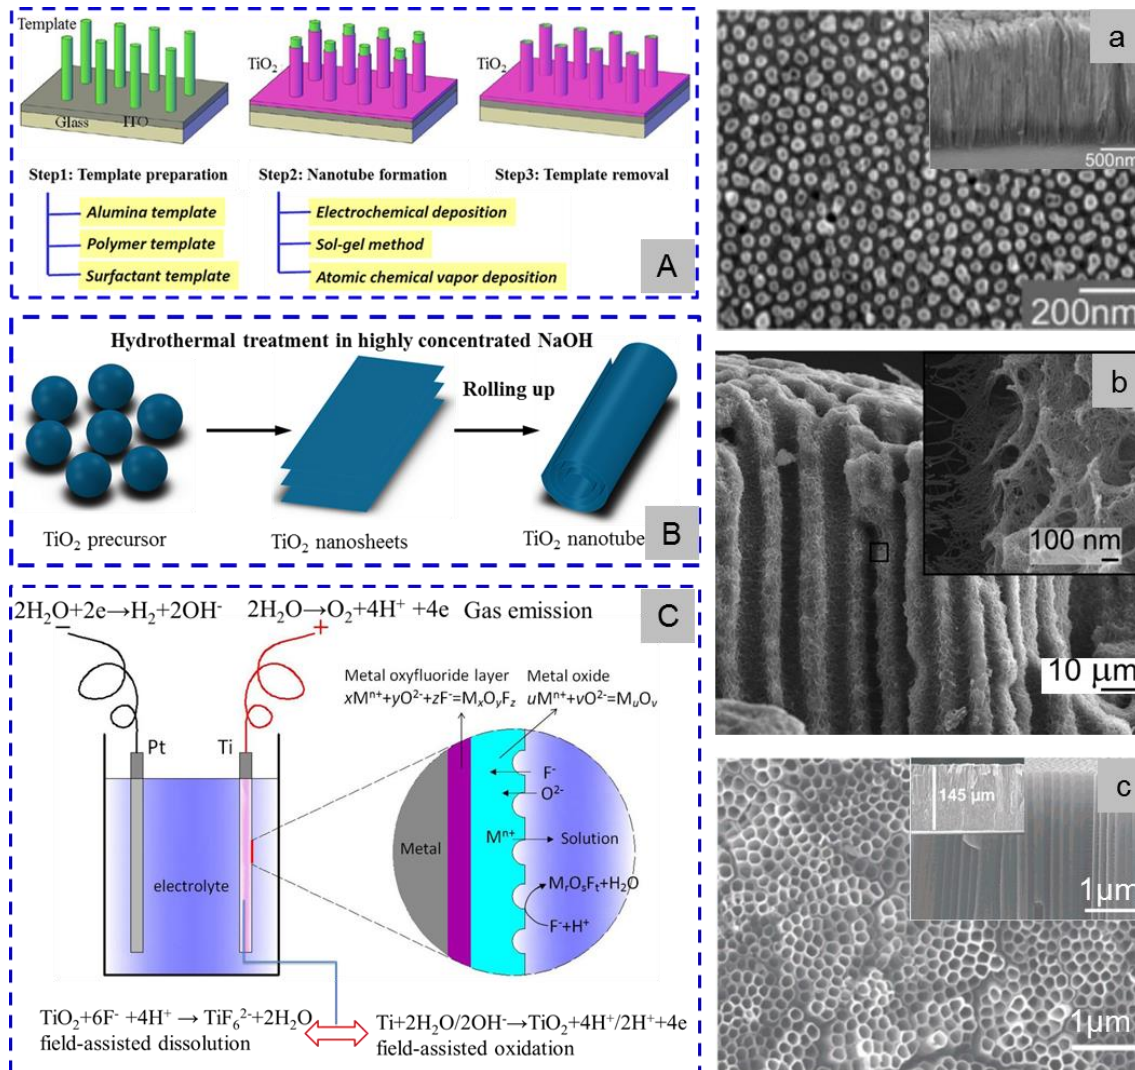 Template
TiO₂
TiO₂
Glass
ITO
Step1: Template preparation
Step2: Nanotube formation
Step3: Template removal
Alumina template
Polymer template
Surfactant template
Electrochemical deposition
Sol-gel method
Atomic chemical vapor deposition
A
Hydrothermal treatment in highly concentrated NaOH
Rolling up
TiO₂ precursor
TiO₂ nanosheets
TiO₂ nanotube
B
2H₂O+2e→H₂+2OH⁻
2H₂O→O₂+4H⁺ +4e
Gas emission
C
−
+
Metal oxyfluoride layer
xMⁿ⁺+yO²⁻+zF⁻=MₓOᵧF_z
Metal oxide
uMⁿ⁺+vO²⁻=MᵤOᵥ
Pt
Ti
electrolyte
F⁻
O²⁻
Mⁿ⁺
Metal
Solution
MᵣOₛFₜ+H₂O
F⁻+H⁺
TiO₂+6F⁻ +4H⁺ → TiF₆²⁻+2H₂O
field-assisted dissolution
Ti+2H₂O/2OH⁻→TiO₂+4H⁺/2H⁺+4e
field-assisted oxidation
a
500nm
200nm
b
100 nm
10 μm
c
145 μm
1μm
1μm